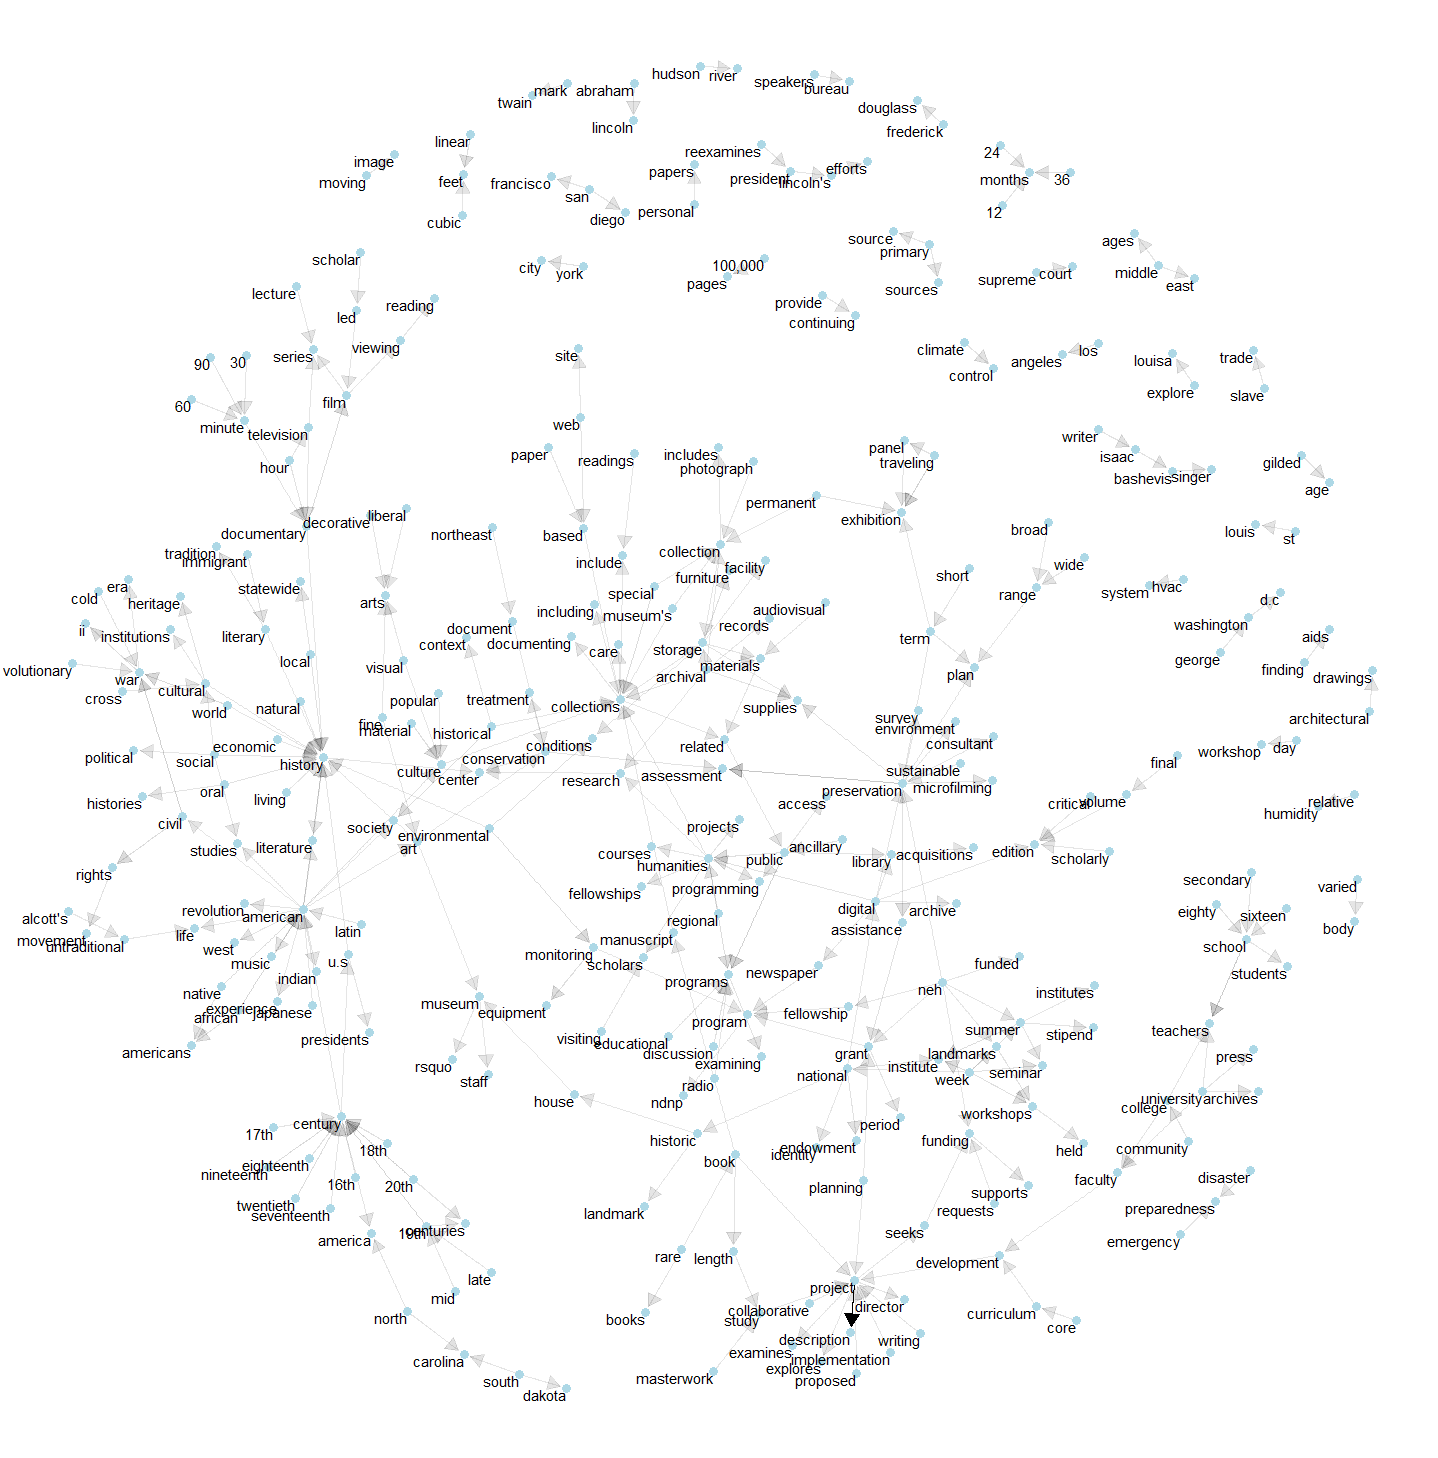 hudson
river
speakers
bureau
twain
mark
abraham
lincoln
douglass
frederick
linear
image
moving
feet
cubic
francisco
san
diego
reexamines
papers
personal
president
lincoln's
efforts
24
months
36
12
scholar
lecture
led
reading
city
york
100,000
pages
source
primary
sources
provide
continuing
supreme
court
ages
middle
east
90
30
series
viewing
60
minute
television
film
hour
site
web
climate
control
angeles
los
louisa
explore
trade
slave
paper
readings
includes
photograph
permanent
panel
traveling
exhibition
writer
isaac
bashevis
singer
gilded
age
documentary
decorative
liberal
northeast
based
include
collection
furniture
facility
broad
wide
range
louis
st
tradition
immigrant
era
cold
heritage
statewide
arts
special
short
system
hvac
d.c
ii
institutions
literary
context
document
documenting
including
museum's
records
audiovisual
term
washington
george
aids
finding
volutionary
war
cross
cultural
local
visual
care
storage
materials
archival
plan
drawings
architectural
world
natural
popular
treatment
collections
supplies
fine
material
historical
survey
environment
political
economic
social
history
culture
center
conservation
conditions
related
consultant
workshop
day
histories
oral
living
research
assessment
preservation
sustainable
microfilming
final
civil
society
environmental
art
access
critical
volume
humidity
relative
studies
literature
courses
projects
humanities
public
ancillary
library
acquisitions
edition
scholarly
rights
fellowships
programming
secondary
varied
body
alcott's
movement
untraditional
revolution
american
life
west
latin
regional
digital
archive
assistance
eighty
sixteen
school
students
music
indian
u.s
monitoring
manuscript
scholars
programs
newspaper
funded
native
experience
african
japanese
americans
presidents
museum
equipment
visiting
educational
program
fellowship
neh
institutes
summer
stipend
teachers
rsquo
staff
discussion
examining
grant
national
institute
landmarks
week
seminar
press
17th
century
house
ndnp
radio
workshops
university
archives
college
nineteenth
eighteenth
18th
historic
book
identity
endowment
period
funding
held
community
twentieth
seventeenth
16th
20th
planning
supports
requests
faculty
disaster
preparedness
emergency
america
19th
centuries
landmark
rare
length
seeks
development
late
mid
north
books
collaborative
study
project
director
curriculum
core
carolina
south
dakota
masterwork
description
examines
explores
implementation
writing
proposed